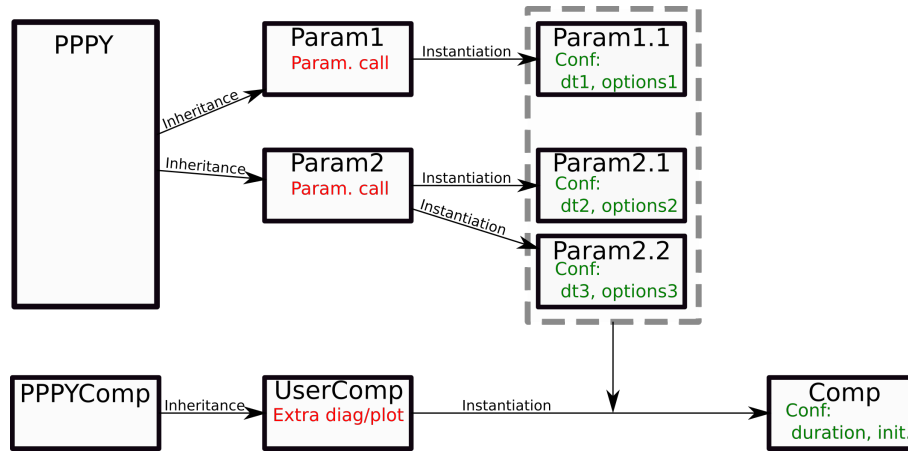 PPPY
Param1
Param. call
Inheritance
Instantiation
Param1.1
Conf:
dt1, options1
Inheritance
Param2
Param. call
Instantiation
Param2.1
Conf:
dt2, options2
Instantiation
Param2.2
Conf:
dt3, options3
PPPYComp
Inheritance
UserComp
Extra diag/plot
Instantiation
Comp
Conf:
duration, init.